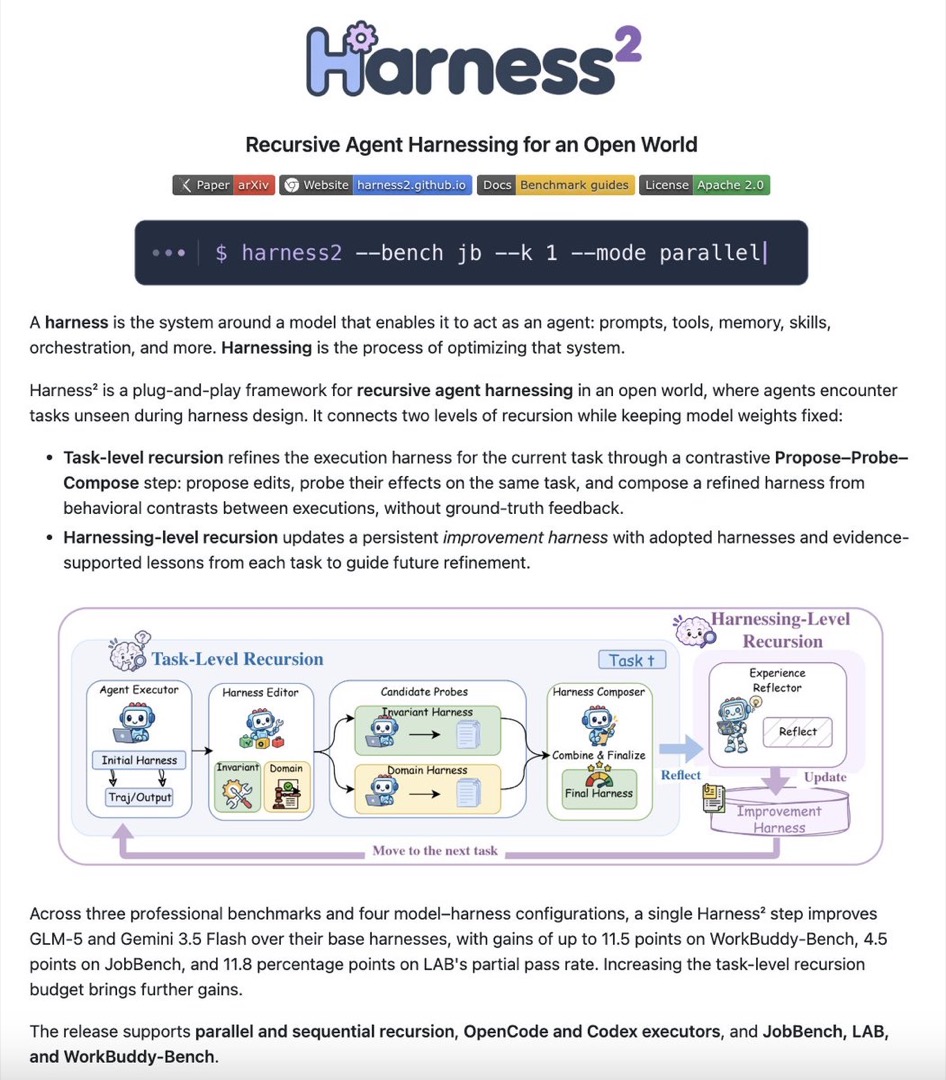 Harness²
Recursive Agent Harnessing for an Open World
Paper arXiv Website harness2.github.io Docs Benchmark guides License Apache 2.0
$ harness2 --bench jb --k 1 --mode parallel
A harness is the system around a model that enables it to act as an agent: prompts, tools, memory, skills,
orchestration, and more. Harnessing is the process of optimizing that system.
Harness² is a plug-and-play framework for recursive agent harnessing in an open world, where agents encounter
tasks unseen during harness design. It connects two levels of recursion while keeping model weights fixed:
• Task-level recursion refines the execution harness for the current task through a contrastive Propose–Probe–
Compose step: propose edits, probe their effects on the same task, and compose a refined harness from
behavioral contrasts between executions, without ground-truth feedback.
• Harnessing-level recursion updates a persistent improvement harness with adopted harnesses and evidence-
supported lessons from each task to guide future refinement.
Task-Level Recursion
Task t
Agent Executor
Initial Harness
Traj/Output
Harness Editor
Invariant
Domain
Candidate Probes
Invariant Harness
Domain Harness
Harness Composer
Combine & Finalize
Final Harness
Reflect
Harnessing-Level
Recursion
Experience
Reflector
Reflect
Update
Improvement
Harness
Move to the next task
Across three professional benchmarks and four model–harness configurations, a single Harness² step improves
GLM-5 and Gemini 3.5 Flash over their base harnesses, with gains of up to 11.5 points on WorkBuddy-Bench, 4.5
points on JobBench, and 11.8 percentage points on LAB's partial pass rate. Increasing the task-level recursion
budget brings further gains.
The release supports parallel and sequential recursion, OpenCode and Codex executors, and JobBench, LAB,
and WorkBuddy-Bench.